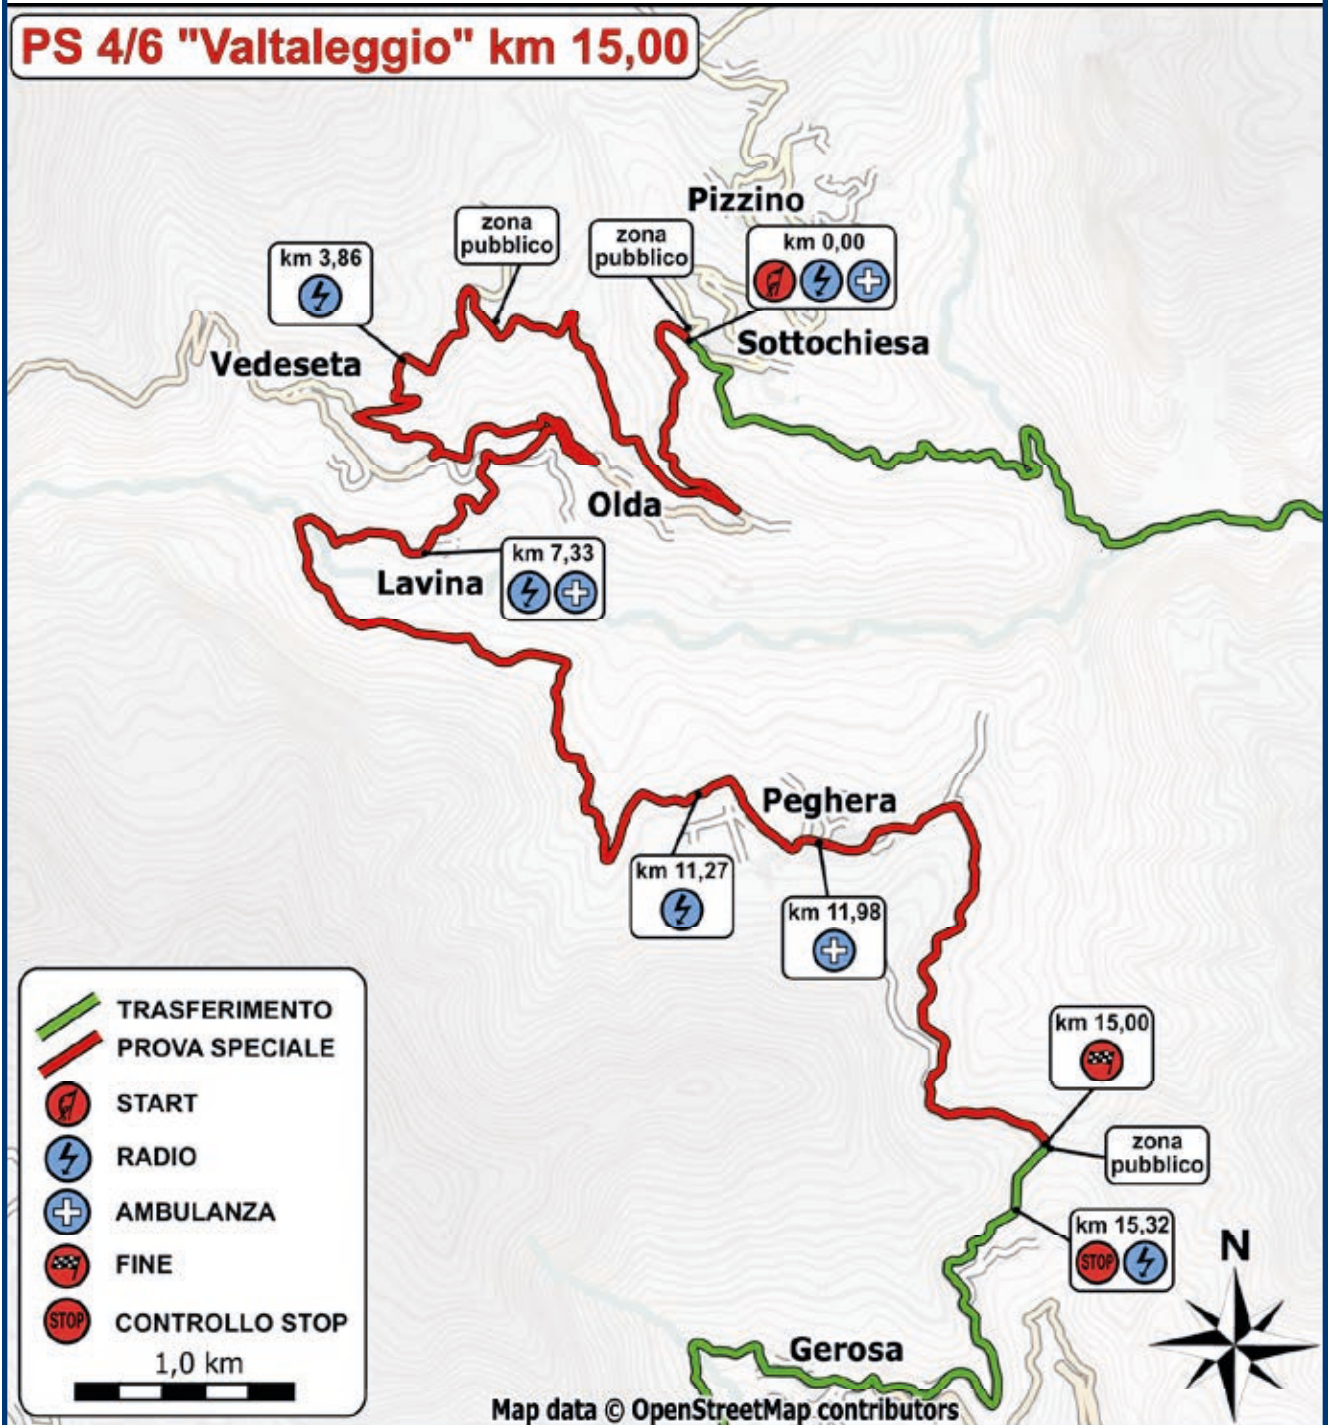 PS 4/6 "Valtaleggio" km 15,00
Pizzino
zona
pubblico
zona
pubblico
km 0,00
km 3,86
Sottochiesa
Vedeseta
Olda
km 7,33
Lavina
Peghera
km 11,27
km 11,98
km 15,00
zona
pubblico
km 15,32
STOP
N
Gerosa
TRASFERIMENTO
PROVA SPECIALE
START
RADIO
AMBULANZA
FINE
STOP
CONTROLLO STOP
1,0 km
Map data © OpenStreetMap contributors